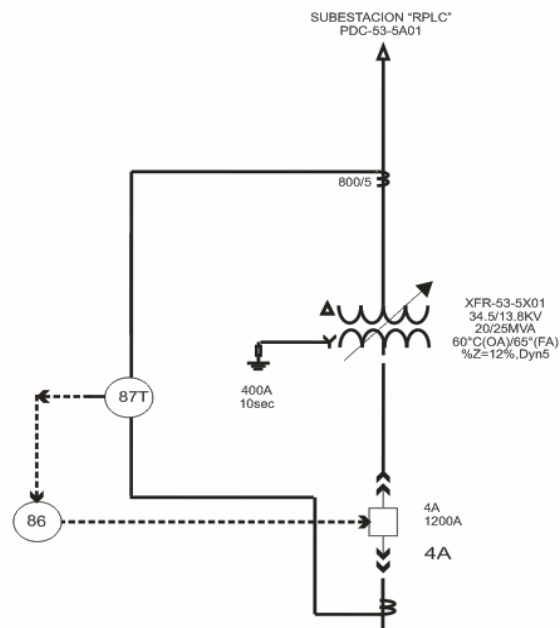 SUBESTACION "RPLC"
PDC-53-5A01
800/5
XFR-53-5X01
34.5/13.8KV
20/25MVA
60°C(OA)/65°(FA)
%Z=12%,Dyn5
400A
10sec
87T
86
4A
1200A
4A